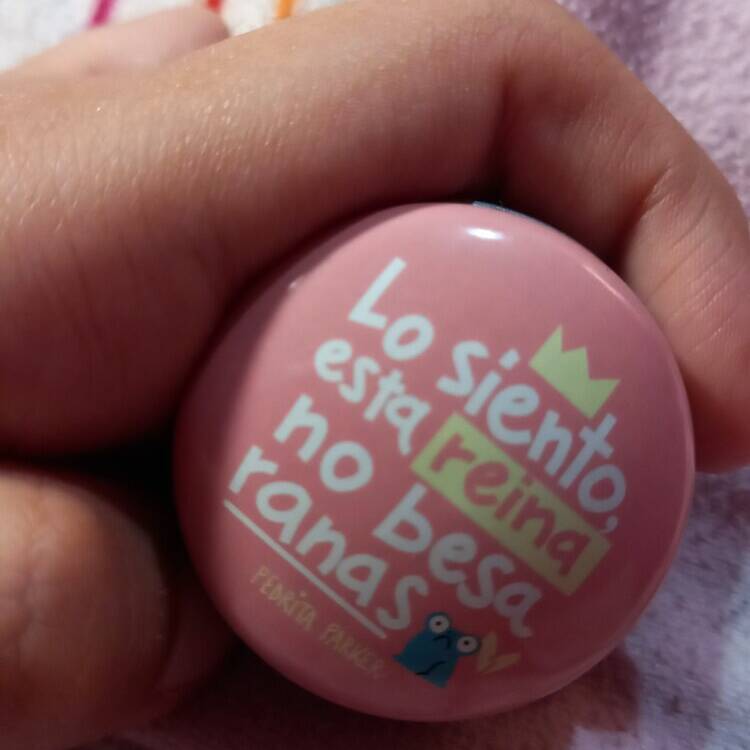 Lo siento,
esta reina
no besa
ranas
PEDRITA PARKER